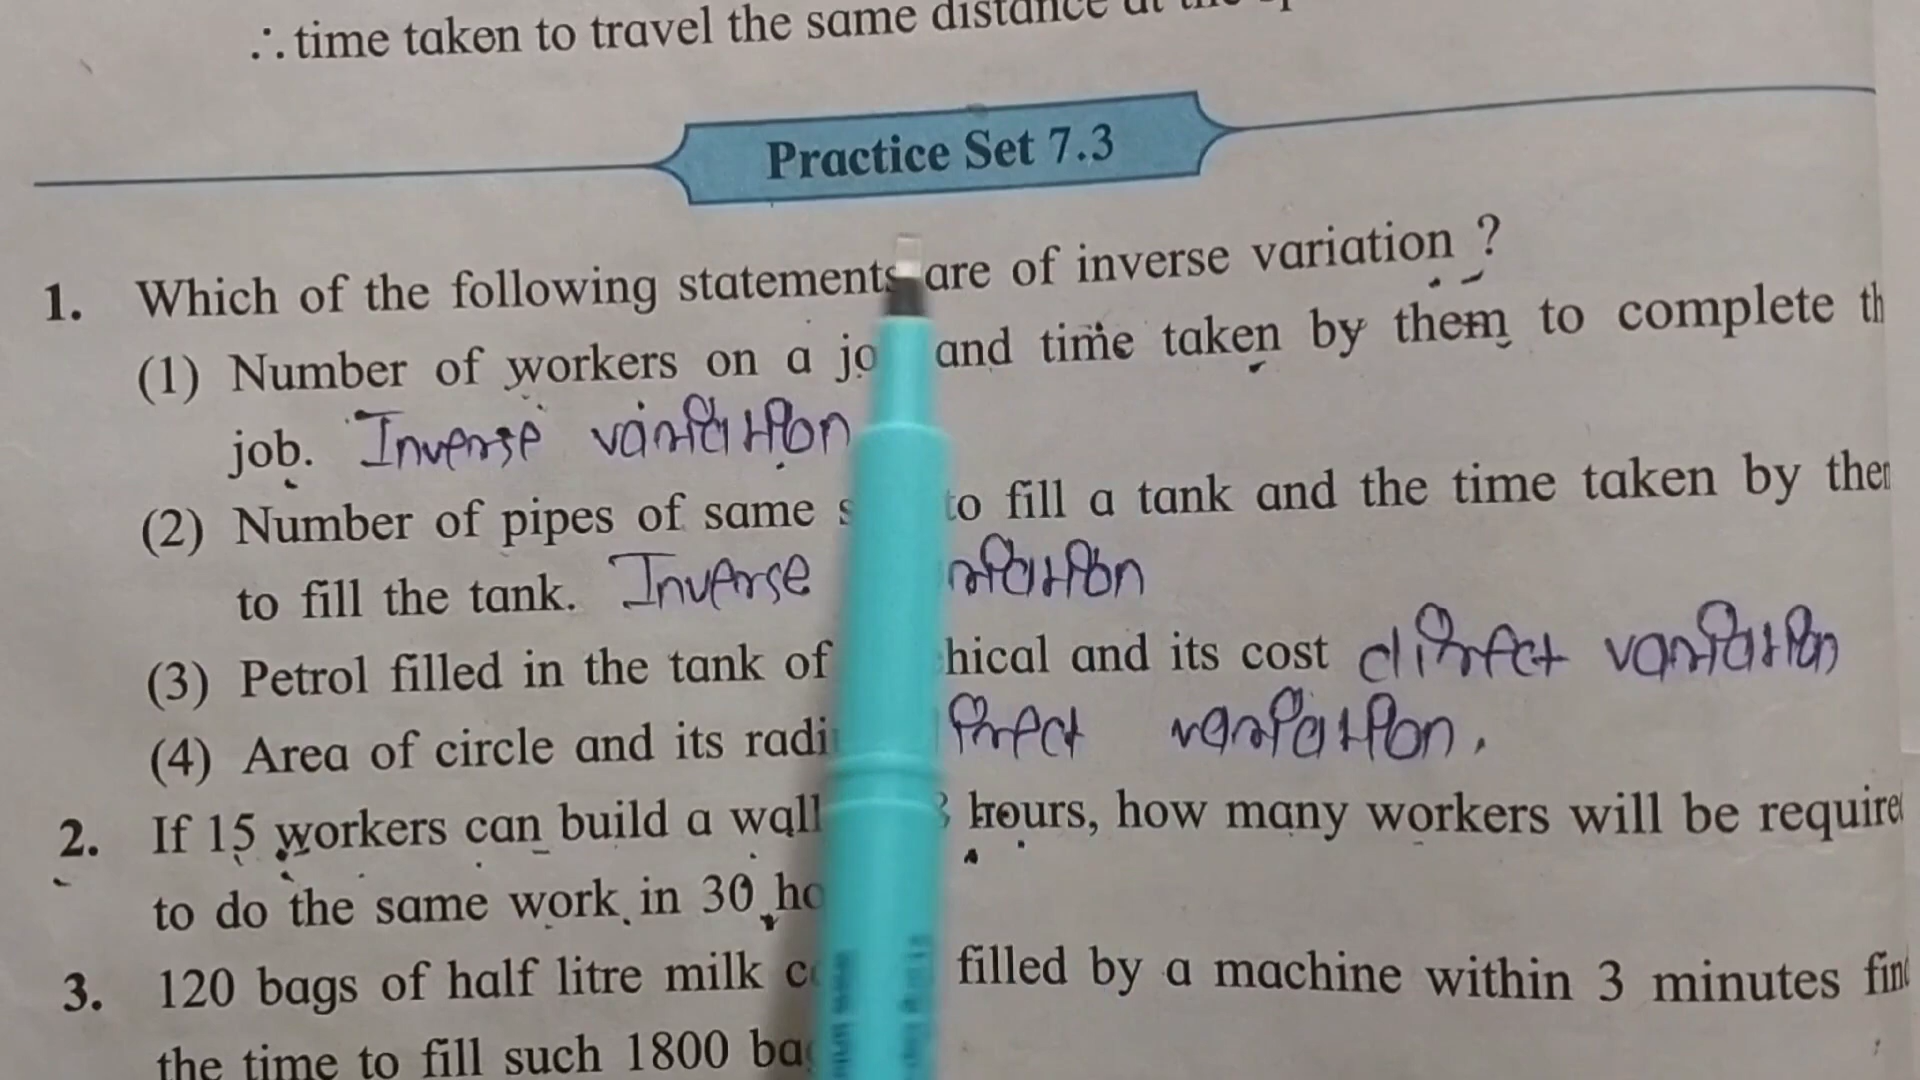 ∴ time taken to travel the same distance at the
Practice Set 7.3
1. Which of the following statements are of inverse variation ?
(1) Number of workers on a and time taken by them to complete
job. Inverse variation
(2) Number of pipes of same to fill a tank and the time taken by
to fill the tank. Inverse
(3) Petrol filled in the tank of hical and its cost direct variation
(4) Area of circle and its variation.
2. If 15 workers can build a wall hours, how many workers will be
to do the same work in 30
3. 120 bags of half litre milk filled by a machine within 3 minutes
the time to fill such 1800